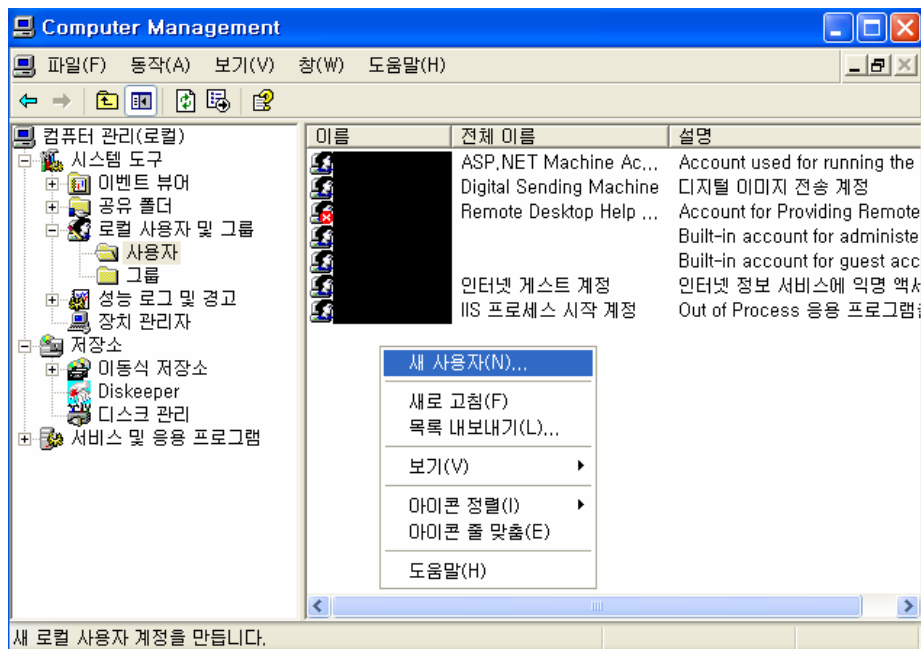 Computer Management
파일(F) 동작(A) 보기(V) 창(W) 도움말(H)
컴퓨터 관리(로컬)
시스템 도구
이벤트 뷰어
공유 폴더
로컬 사용자 및 그룹
사용자
그룹
성능 로그 및 경고
장치 관리자
저장소
이동식 저장소
Diskeeper
디스크 관리
서비스 및 응용 프로그램
이름 전체 이름 설명
ASP.NET Machine Ac... Account used for running the
Digital Sending Machine 디지털 이미지 전송 계정
Remote Desktop Help ... Account for Providing Remote
Built-in account for administe
Built-in account for guest acc
인터넷 게스트 계정 인터넷 정보 서비스에 익명 액세
IIS 프로세스 시작 계정 Out of Process 응용 프로그램을
새 사용자(N)...
새로 고침(F)
목록 내보내기(L)...
보기(V)
아이콘 정렬(I)
아이콘 줄 맞춤(E)
도움말(H)
새 로컬 사용자 계정을 만듭니다.